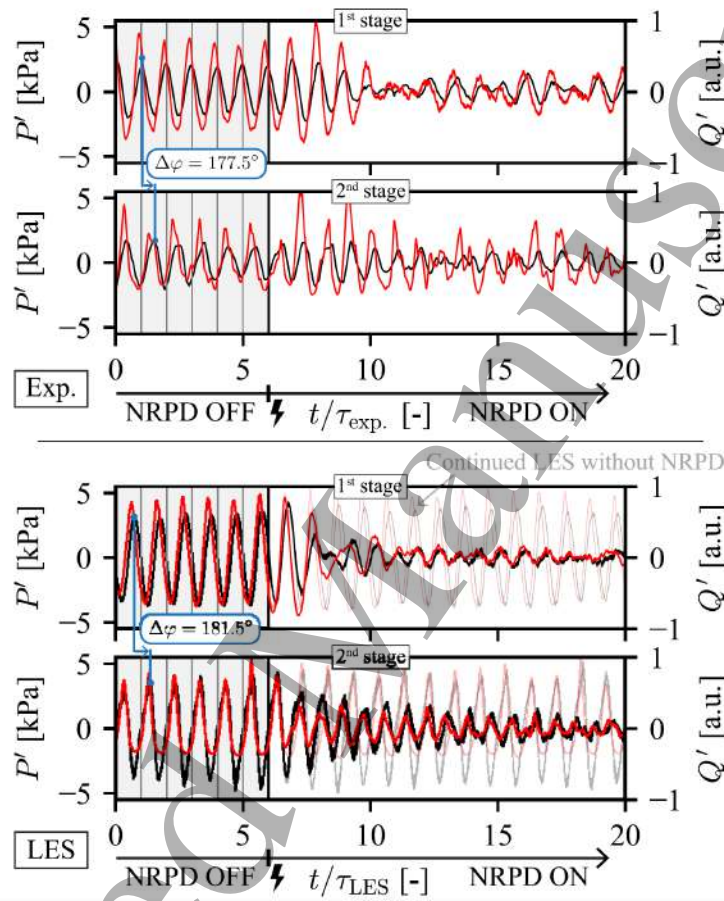 1st stage
5
0
−5
P′ [kPa]
1
0
−1
Q′ [a.u.]
Δφ = 177.5°
2nd stage
5
0
−5
P′ [kPa]
1
0
−1
Q′ [a.u.]
0 5 10 15 20
Exp.
NRPD OFF t/τexp. [-] NRPD ON
Continued LES without NRPD
1st stage
5
0
−5
P′ [kPa]
1
0
−1
Q′ [a.u.]
Δφ = 181.5°
2nd stage
5
0
−5
P′ [kPa]
1
0
−1
Q′ [a.u.]
0 5 10 15 20
LES
NRPD OFF t/τLES [-] NRPD ON